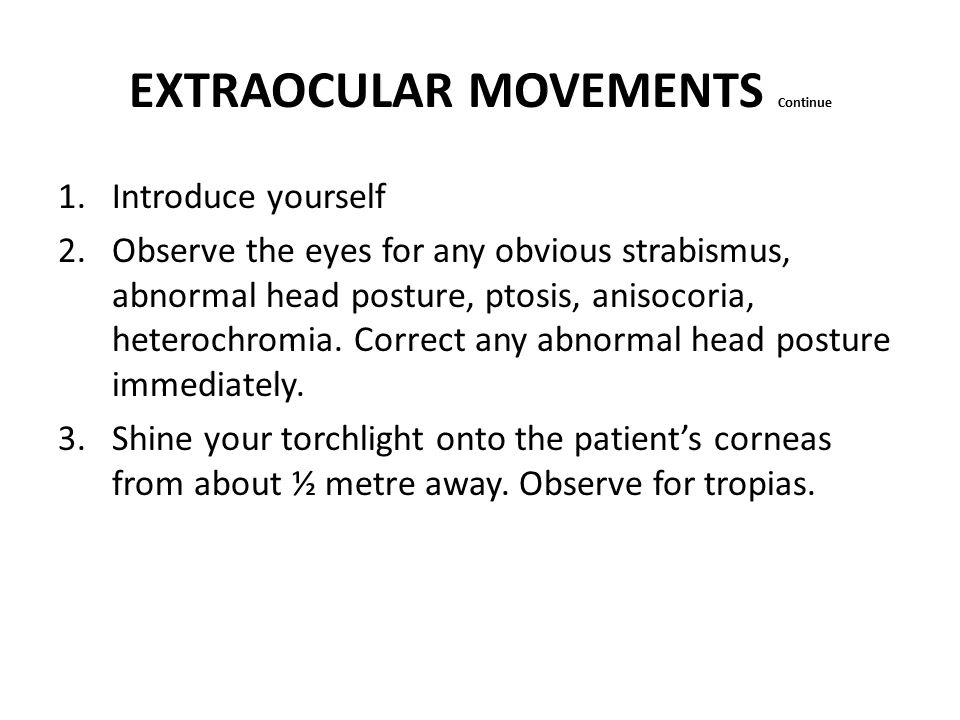 EXTRAOCULAR MOVEMENTS Continue
1. Introduce yourself
2. Observe the eyes for any obvious strabismus,
abnormal head posture, ptosis, anisocoria,
heterochromia. Correct any abnormal head posture
immediately.
3. Shine your torchlight onto the patient’s corneas
from about ½ metre away. Observe for tropias.